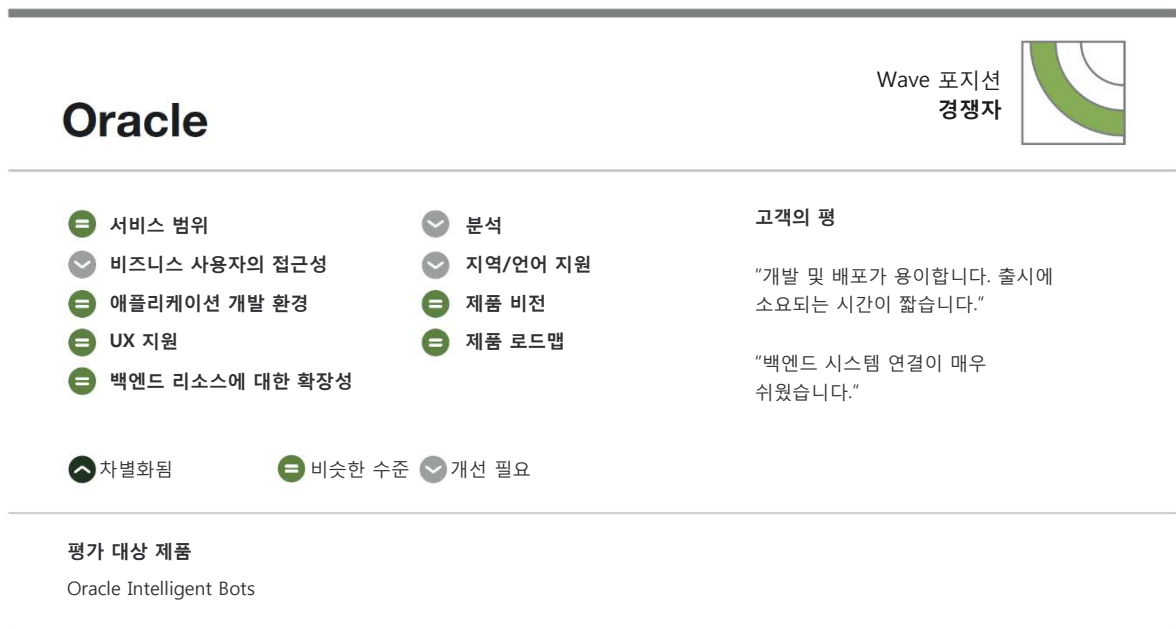 Oracle
Wave 포지션
경쟁자
서비스 범위
비즈니스 사용자의 접근성
애플리케이션 개발 환경
UX 지원
백엔드 리소스에 대한 확장성
분석
지역/언어 지원
제품 비전
제품 로드맵
고객의 평
"개발 및 배포가 용이합니다. 출시에
소요되는 시간이 짧습니다."
"백엔드 시스템 연결이 매우
쉬웠습니다."
차별화됨
비슷한 수준
개선 필요
평가 대상 제품
Oracle Intelligent Bots